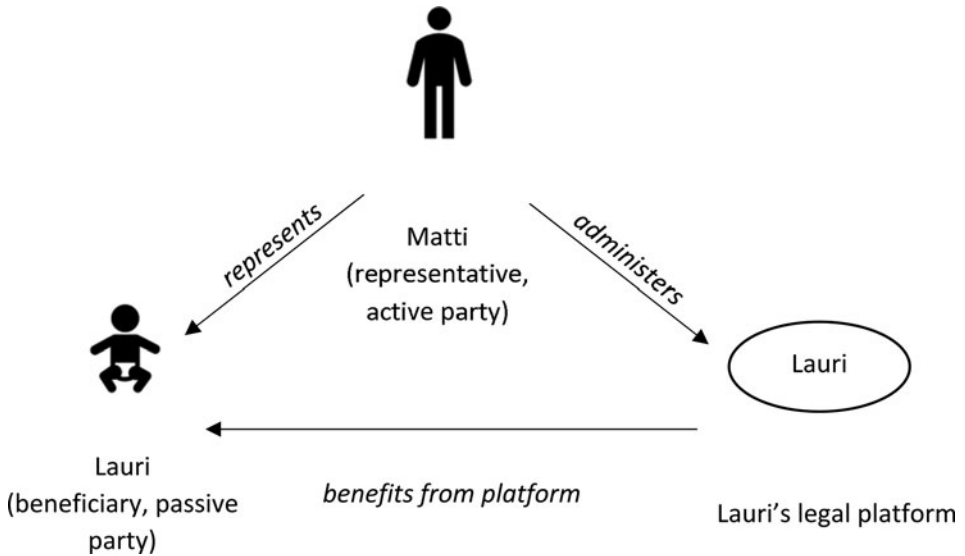 represents
Matti
(representative,
active party)
administers
Lauri
Lauri
(beneficiary, passive
party)
benefits from platform
Lauri’s legal platform